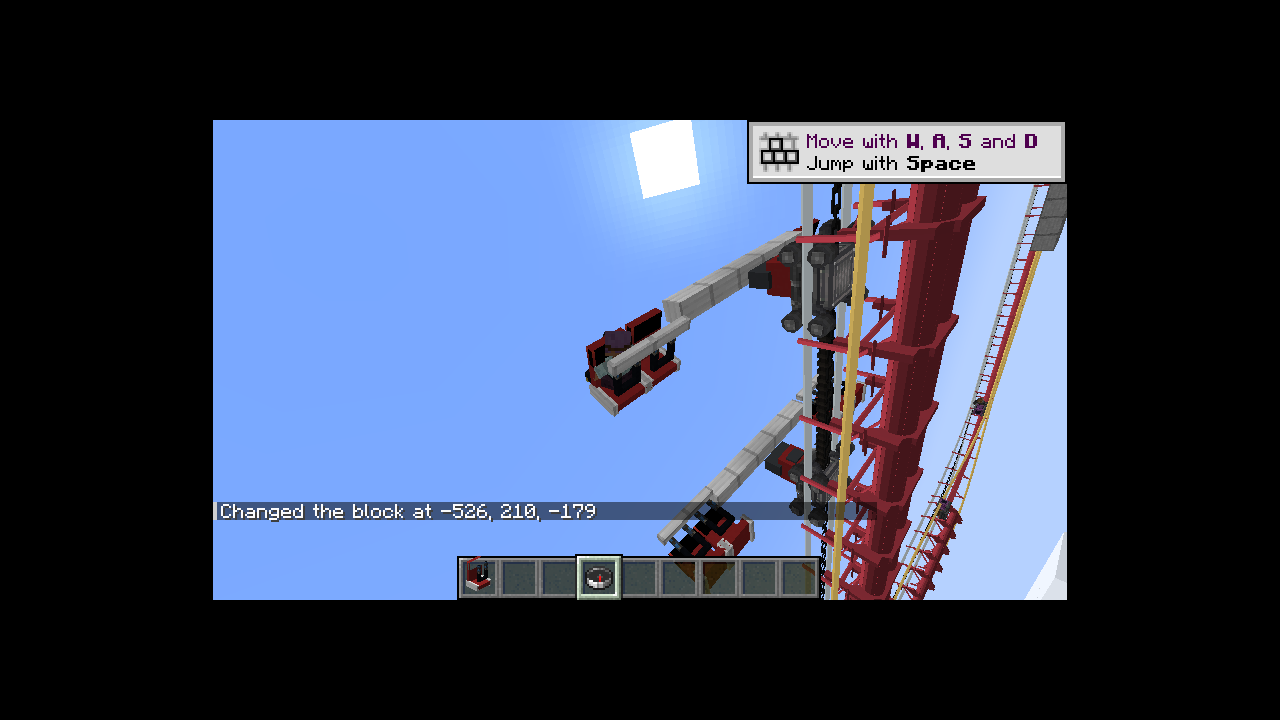 Move with W, A, S and D
Jump with Space
Changed the block at -526, 210, -179